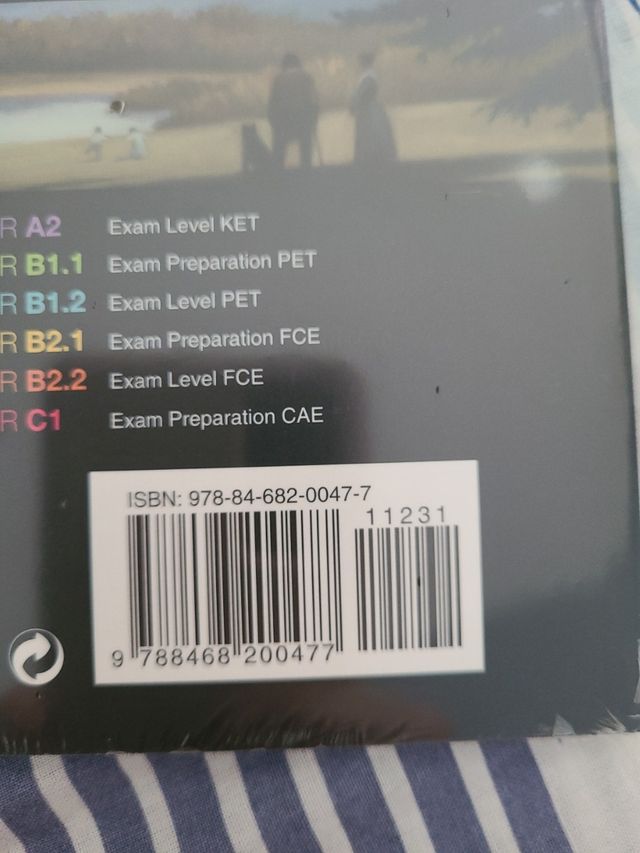 R A2 Exam Level KET
R B1.1 Exam Preparation PET
R B1.2 Exam Level PET
R B2.1 Exam Preparation FCE
R B2.2 Exam Level FCE
R C1 Exam Preparation CAE
ISBN: 978-84-682-0047-7
11231
9 788468 200477